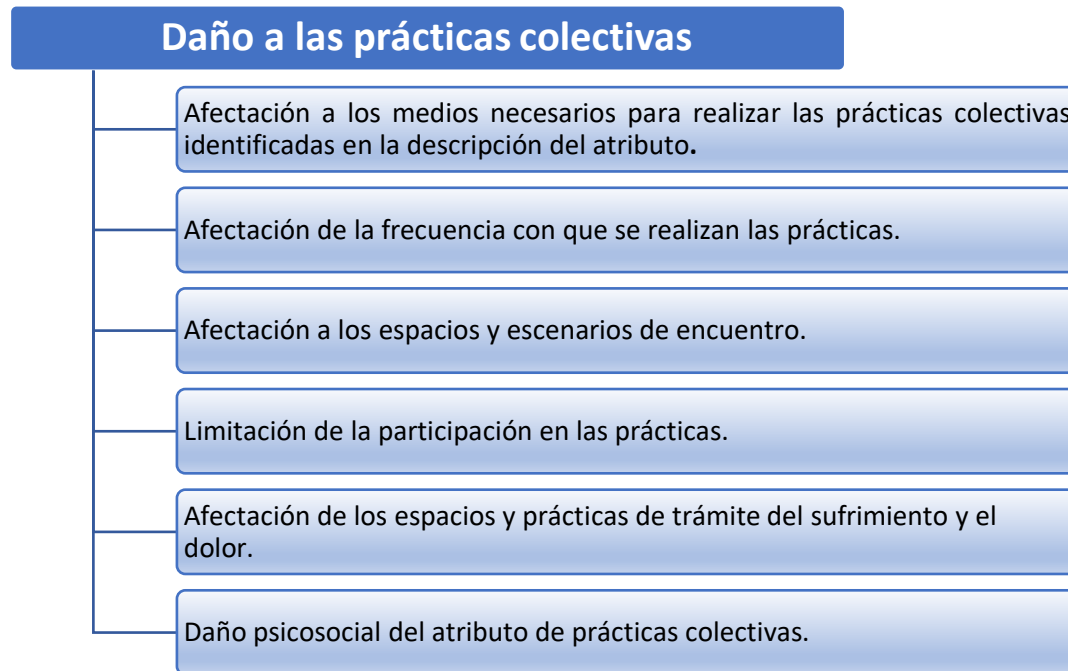 Daño a las prácticas colectivas
Afectación a los medios necesarios para realizar las prácticas colectivas
identificadas en la descripción del atributo.
Afectación de la frecuencia con que se realizan las prácticas.
Afectación a los espacios y escenarios de encuentro.
Limitación de la participación en las prácticas.
Afectación de los espacios y prácticas de trámite del sufrimiento y el
dolor.
Daño psicosocial del atributo de prácticas colectivas.